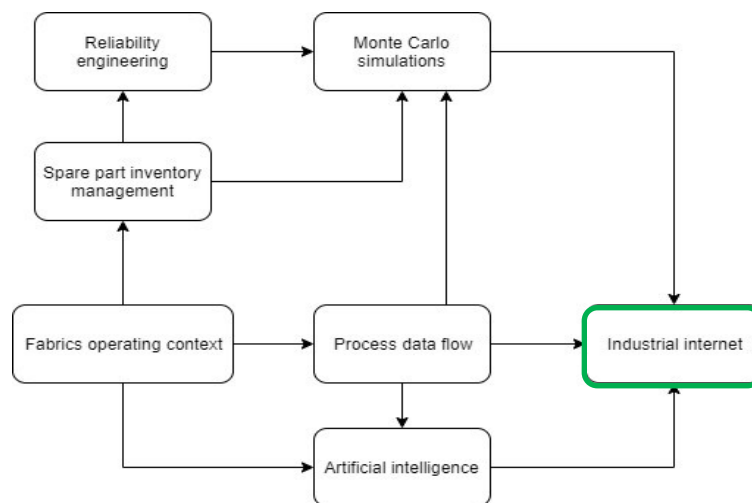 Reliability
engineering
Monte Carlo
simulations
Spare part inventory
management
Fabrics operating context
Process data flow
Industrial internet
Artificial intelligence